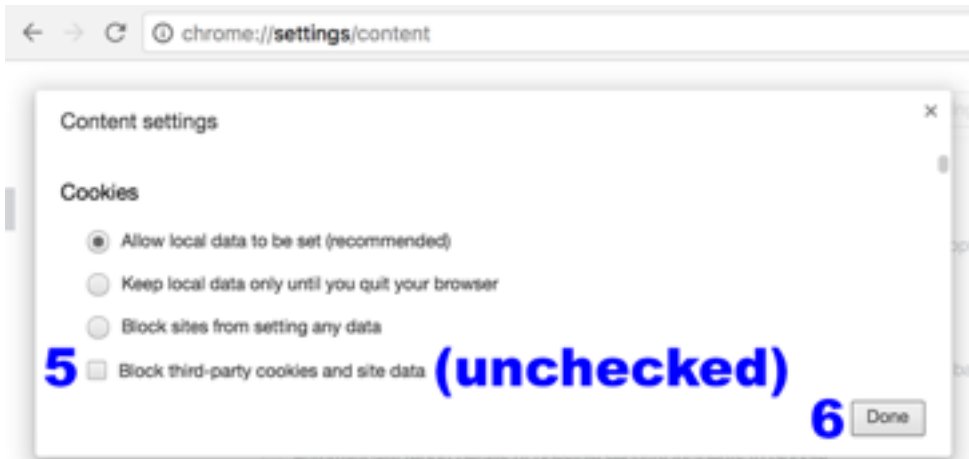 chrome://settings/content
Content settings
Cookies
Allow local data to be set (recommended)
Keep local data only until you quit your browser
Block sites from setting any data
5 Block third-party cookies and site data (unchecked)
6 Done